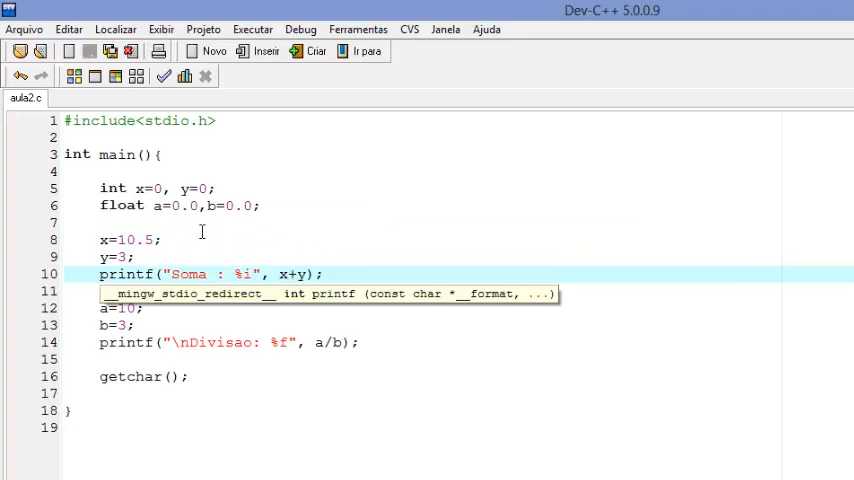 Dev-C++ 5.0.0.9
Arquivo Editar Localizar Exibir Projeto Executar Debug Ferramentas CVS Janela Ajuda
Novo Inserir Criar Ir para
aula2.c
1 #include<stdio.h>
2
3 int main(){
4
5 int x=0, y=0;
6 float a=0.0,b=0.0;
7
8 x=10.5;
9 y=3;
10 printf("Soma : %i", x+y);
11 __mingw_stdio_redirect__ int printf (const char *__format, ...)
12 a=10;
13 b=3;
14 printf("\nDivisao: %f", a/b);
15
16 getchar();
17
18 }
19